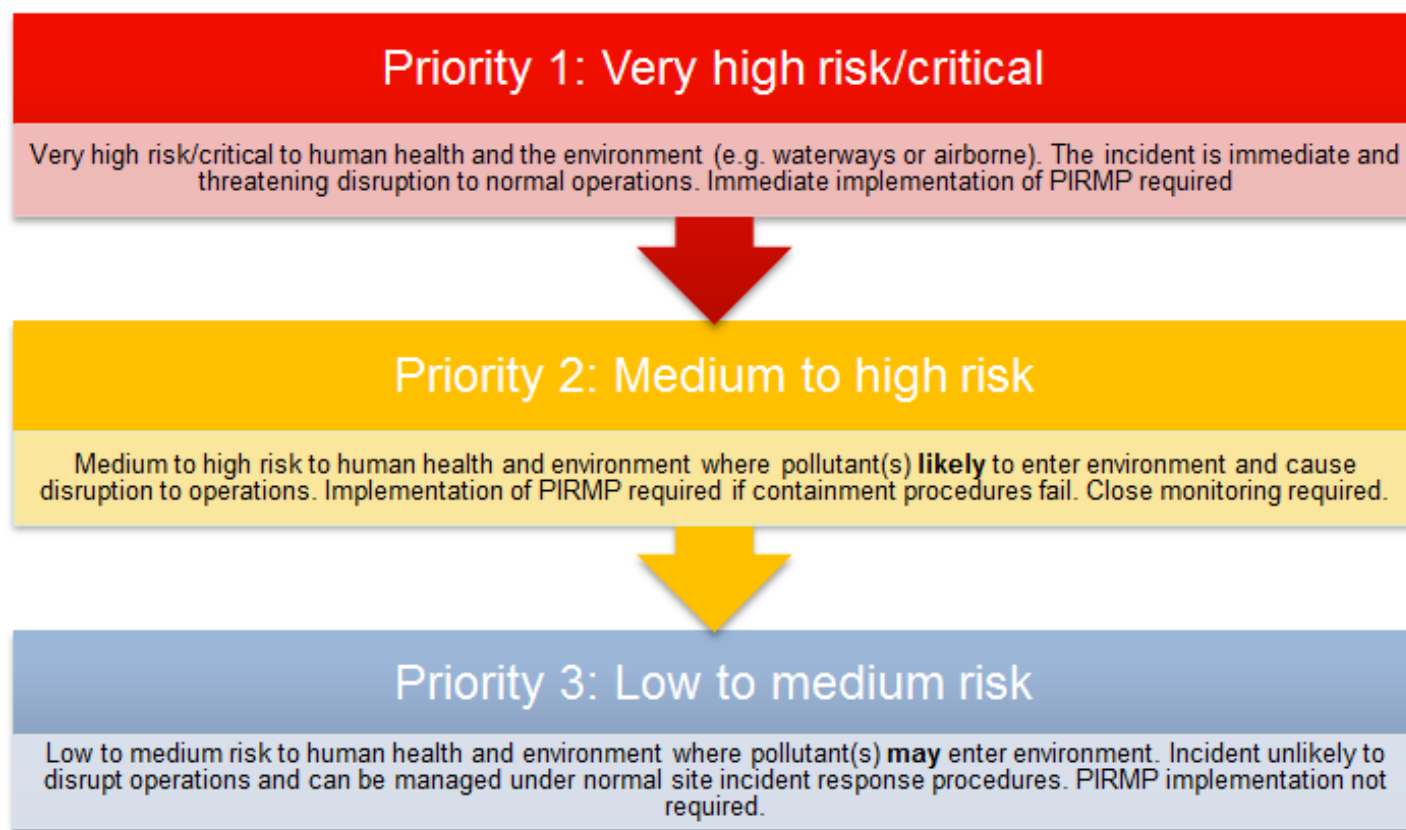 Priority 1: Very high risk/critical
Very high risk/critical to human health and the environment (e.g. waterways or airborne). The incident is immediate and
threatening disruption to normal operations. Immediate implementation of PIRMP required
Priority 2: Medium to high risk
Medium to high risk to human health and environment where pollutant(s) likely to enter environment and cause
disruption to operations. Implementation of PIRMP required if containment procedures fail. Close monitoring required.
Priority 3: Low to medium risk
Low to medium risk to human health and environment where pollutant(s) may enter environment. Incident unlikely to
disrupt operations and can be managed under normal site incident response procedures. PIRMP implementation not
required.